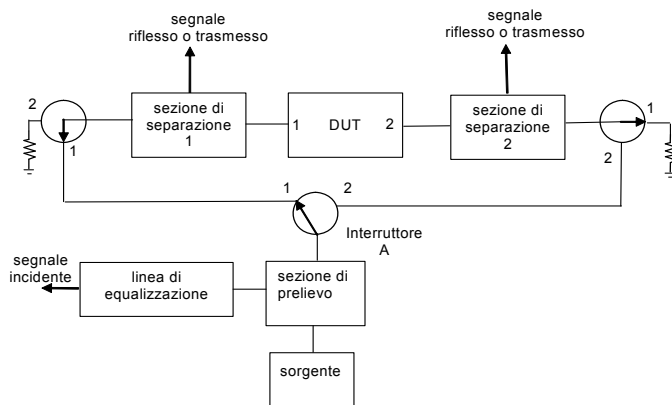 segnale
riflesso o trasmesso
segnale
riflesso o trasmesso
2
1
sezione di
separazione
1
1
DUT
2
sezione di
separazione
2
1
2
1
2
Interruttore
A
segnale
incidente
linea di
equalizzazione
sezione di
prelievo
sorgente